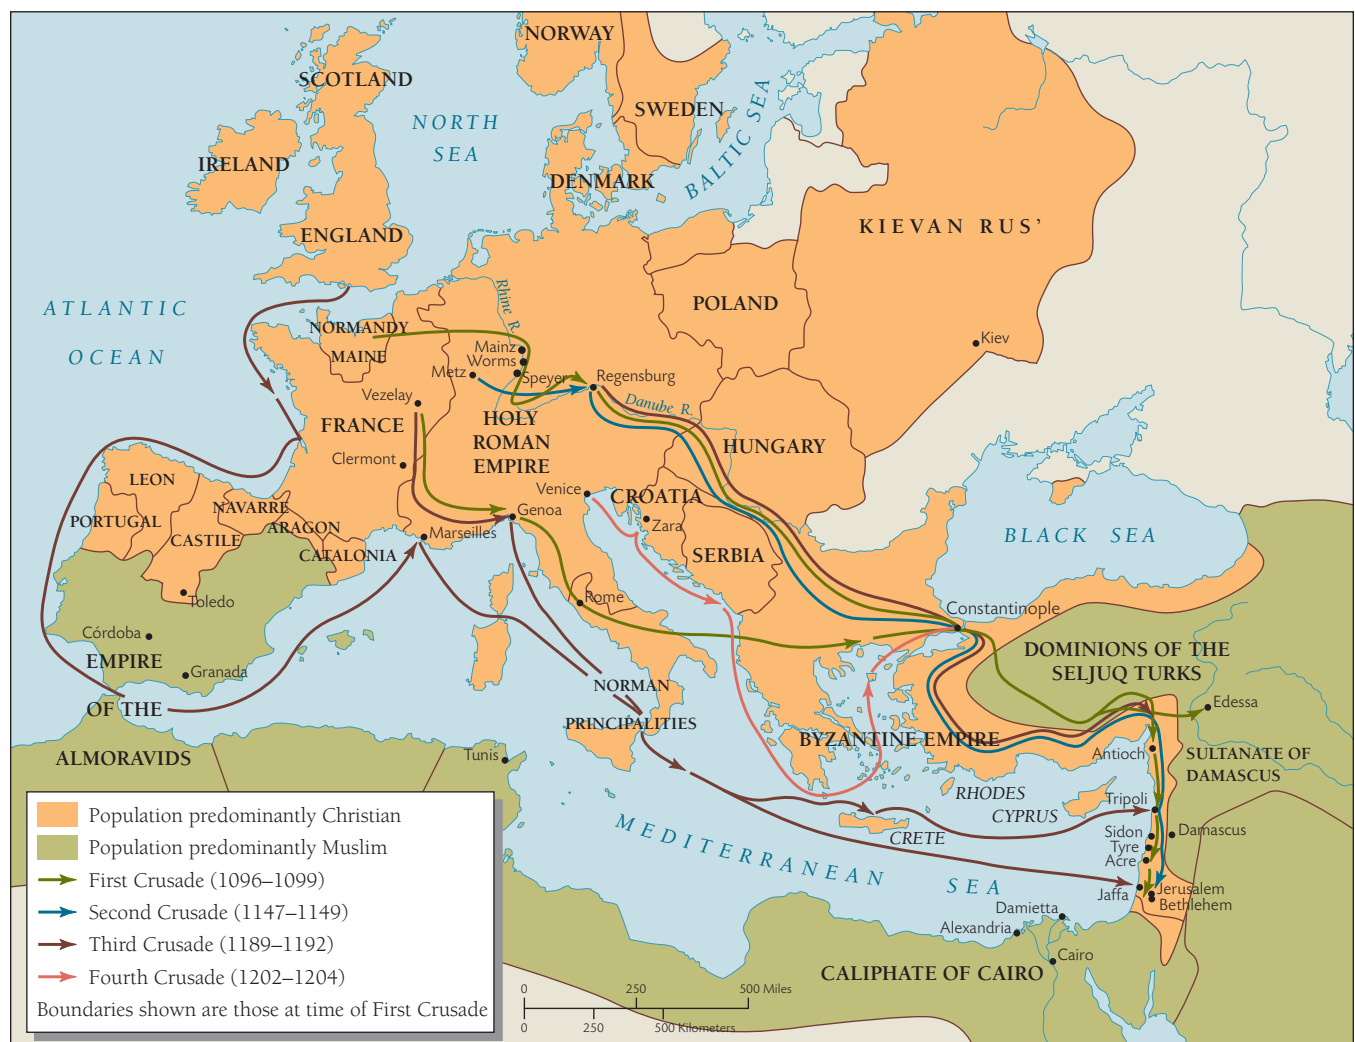 NORWAY
SCOTLAND
SWEDEN
NORTH
SEA
BALTIC SEA
IRELAND
DENMARK
ENGLAND
KIEVAN RUS’
ATLANTIC
OCEAN
Rhine R.
POLAND
NORMANDY
MAINE
Kiev
Mainz
Worms
Metz
Speyer
Regensburg
Vezelay
Danube R.
FRANCE
HOLY
ROMAN
EMPIRE
HUNGARY
Clermont
LEON
Venice
CROATIA
NAVARRE
PORTUGAL
ARAGON
Genoa
Zara
CASTILE
Marseilles
CATALONIA
SERBIA
BLACK SEA
Toledo
Rome
Constantinople
Córdoba
EMPIRE
Granada
DOMINIONS OF THE
SELJUQ TURKS
OF THE
NORMAN
PRINCIPALITIES
Edessa
ALMORAVIDS
Tunis
BYZANTINE EMPIRE
Antioch
SULTANATE OF
DAMASCUS
RHODES
CYPRUS
Tripoli
CRETE
Sidon
Tyre
Acre
Damascus
MEDITERRANEAN SEA
Jaffa
Jerusalem
Bethlehem
Damietta
Alexandria
Cairo
CALIPHATE OF CAIRO
Population predominantly Christian
Population predominantly Muslim
First Crusade (1096–1099)
Second Crusade (1147–1149)
Third Crusade (1189–1192)
Fourth Crusade (1202–1204)
Boundaries shown are those at time of First Crusade
0 250 500 Miles
0 250 500 Kilometers